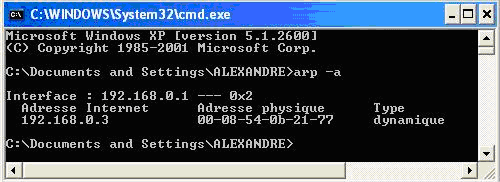 C:\WINDOWS\System32\cmd.exe
Microsoft Windows XP [version 5.1.2600]
(C) Copyright 1985-2001 Microsoft Corp.
C:\Documents and Settings\ALEXANDRE>arp -a
Interface : 192.168.0.1 --- 0x2
Adresse Internet Adresse physique Type
192.168.0.3 00-08-54-0b-21-77 dynamique
C:\Documents and Settings\ALEXANDRE>